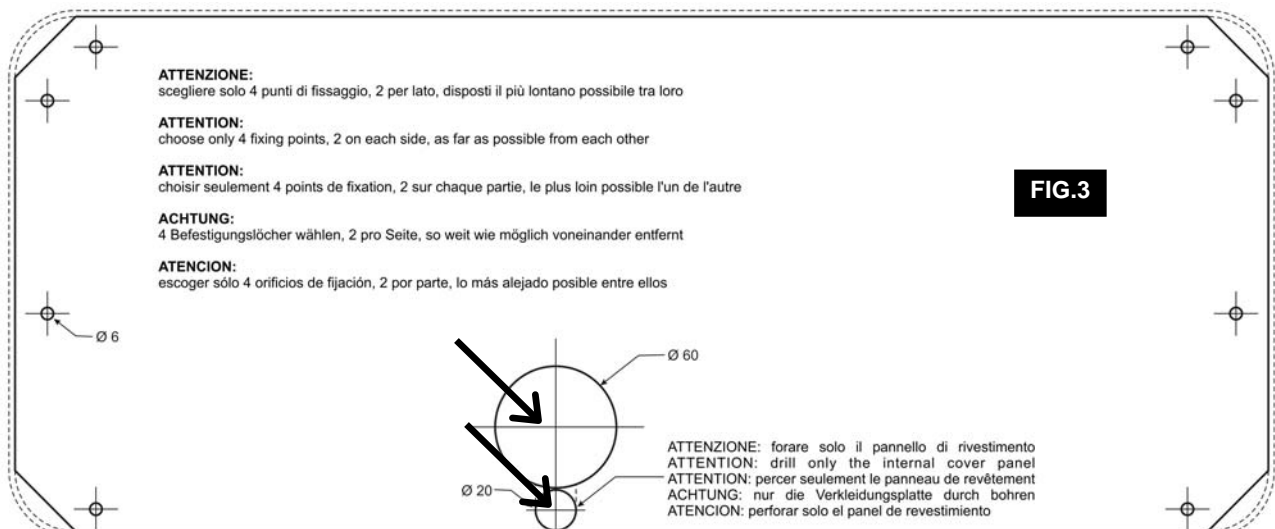 ATTENZIONE:
scegliere solo 4 punti di fissaggio, 2 per lato, disposti il più lontano possibile tra loro
ATTENTION:
choose only 4 fixing points, 2 on each side, as far as possible from each other
ATTENTION:
choisir seulement 4 points de fixation, 2 sur chaque partie, le plus loin possible l'un de l'autre
FIG.3
ACHTUNG:
4 Befestigungslöcher wählen, 2 pro Seite, so weit wie möglich voneinander entfernt
ATENCION:
escoger sólo 4 orificios de fijación, 2 por parte, lo más alejado posible entre ellos
Ø 6
Ø 60
ATTENZIONE: forare solo il pannello di rivestimento
ATTENTION: drill only the internal cover panel
ATTENTION: percer seulement le panneau de revêtement
ACHTUNG: nur die Verkleidungsplatte durch bohren
ATENCION: perforar solo el panel de revestimiento
Ø 20